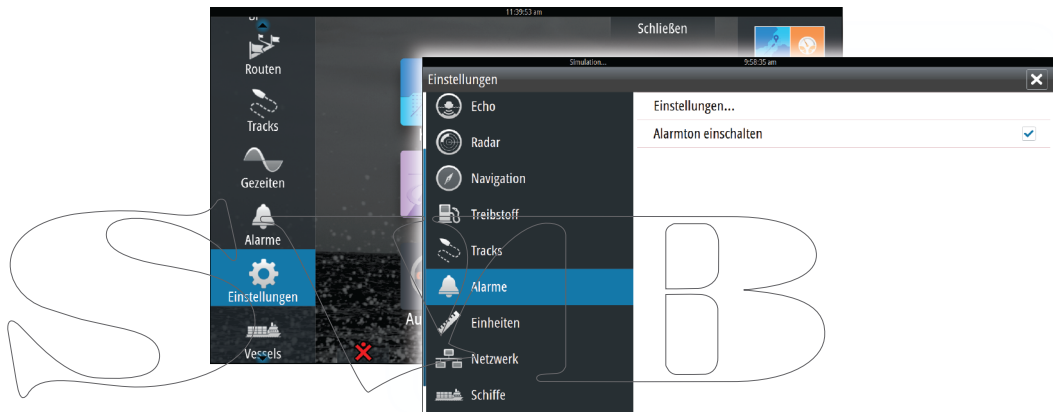 11:39:53 am
Schließen
Routen
Tracks
Gezeiten
Alarme
Einstellungen
Vessels
Au
Simulation...
9:58:35 am
Einstellungen
Echo
Radar
Navigation
Treibstoff
Tracks
Alarme
Einheiten
Netzwerk
Schiffe
Einstellungen...
Alarmton einschalten